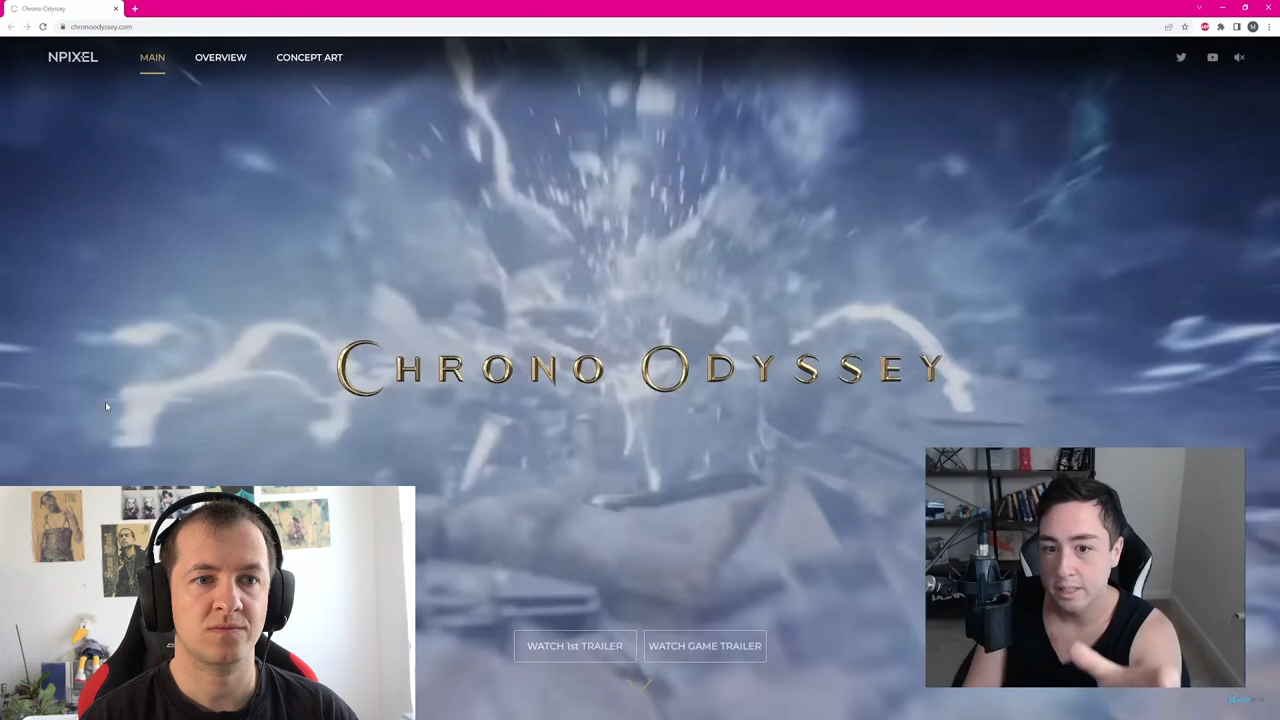 Chrono Odyssey
chronoodyssey.com
NPIXEL
MAIN
OVERVIEW
CONCEPT ART
CHRONO ODYSSEY
WATCH 1st TRAILER
WATCH GAME TRAILER